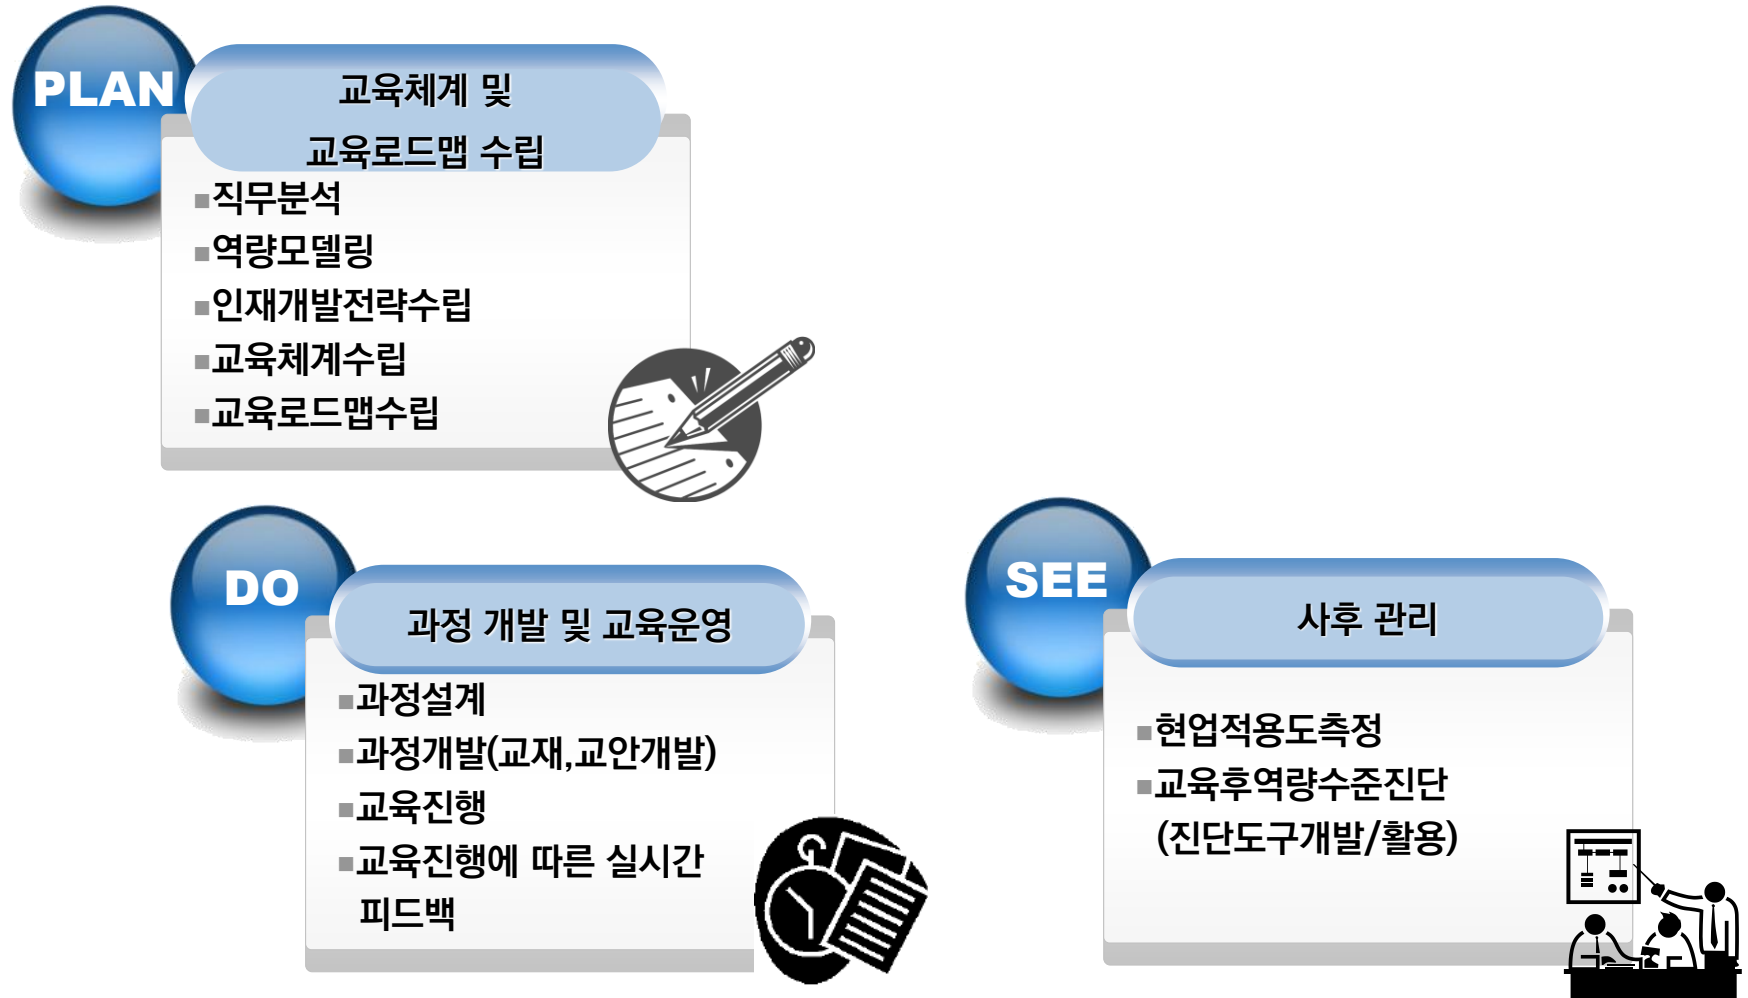 PLAN
교육체계 및
교육로드맵 수립
▪직무분석
▪역량모델링
▪인재개발전략수립
▪교육체계수립
▪교육로드맵수립
DO
과정 개발 및 교육운영
▪과정설계
▪과정개발(교재,교안개발)
▪교육진행
▪교육진행에 따른 실시간
피드백
SEE
사후 관리
▪현업적용도측정
▪교육후역량수준진단
(진단도구개발/활용)